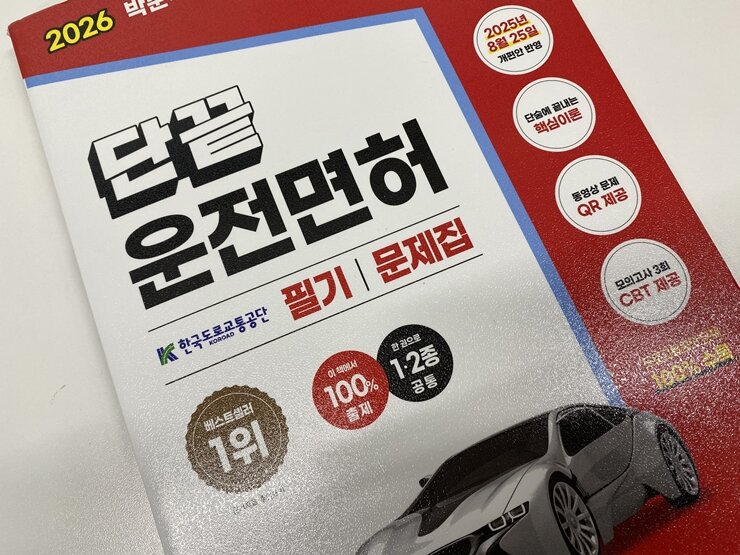 2026
박문
단끝
운전면허
필기 | 문제집
한국도로교통공단
KOROAD
이 책에서
100%
출제
한 권으로
1·2종
공통
베스트셀러
1위
2025년
8월 25일
개편안 반영
단숨에 끝내는
핵심이론
동영상 문제
QR 제공
모의고사 3회
CBT 제공
100% 수록